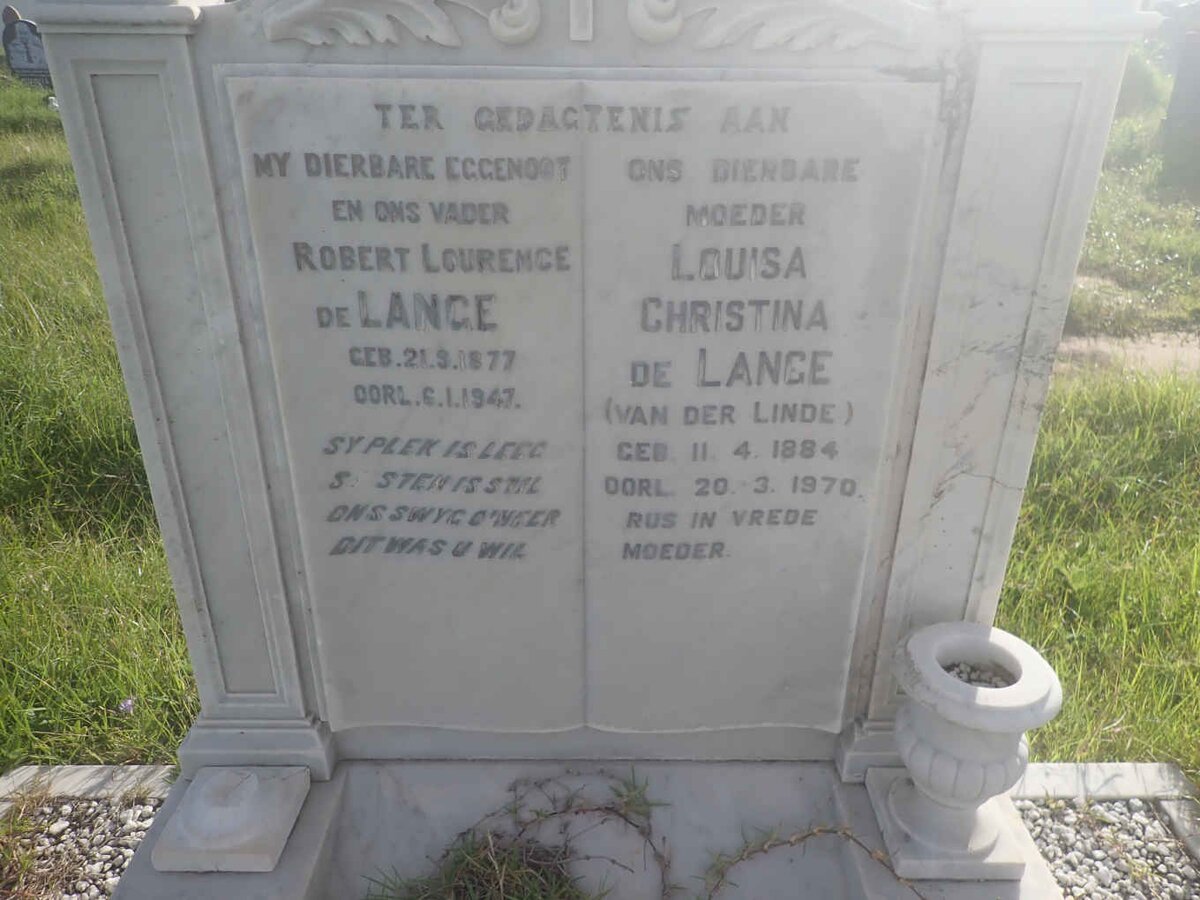 TER GEDAGTENIS AAN
MY DIERBARE EGGENOOT
EN ONS VADER
ROBERT LOURENCE
DE LANGE
GEB. 21.9.1877
OORL. 6.1.1947.
SY PLEK IS LEEG
SY STEM IS STIL
ONS SWYG O'HEER
DIT WAS U WIL
ONS DIERBARE
MOEDER
LOUISA
CHRISTINA
DE LANGE
(VAN DER LINDE)
GEB. 11. 4. 1884
OORL. 20. 3. 1970
RUS IN VREDE
MOEDER.